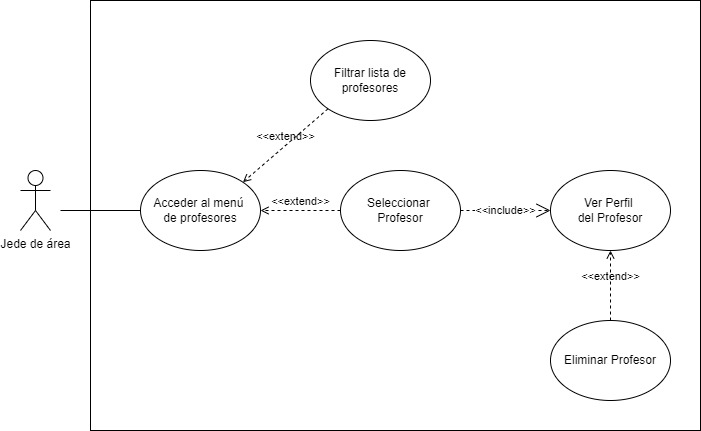 Filtrar lista de
profesores
<<extend>>
Acceder al menú
de profesores
<<extend>>
Seleccionar
Profesor
<<include>>
Ver Perfil
del Profesor
Jede de área
<<extend>>
Eliminar Profesor